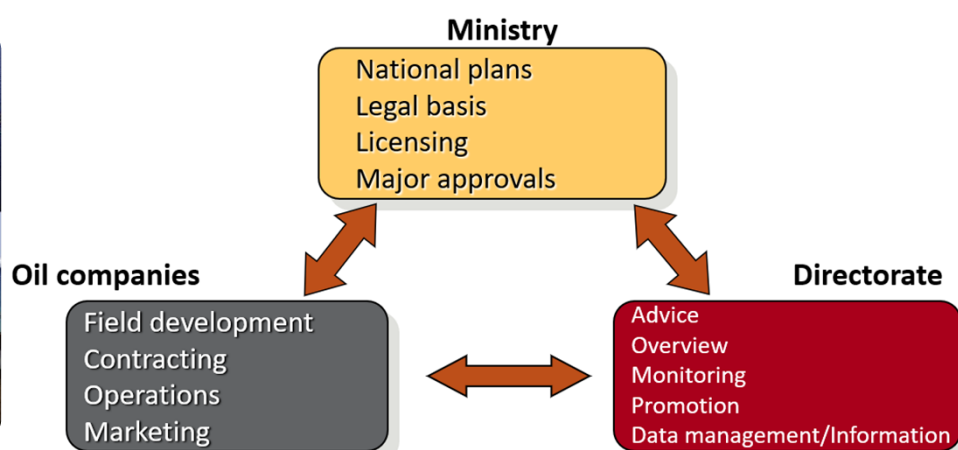 Ministry
National plans
Legal basis
Licensing
Major approvals
Oil companies
Field development
Contracting
Operations
Marketing
Directorate
Advice
Overview
Monitoring
Promotion
Data management/Information